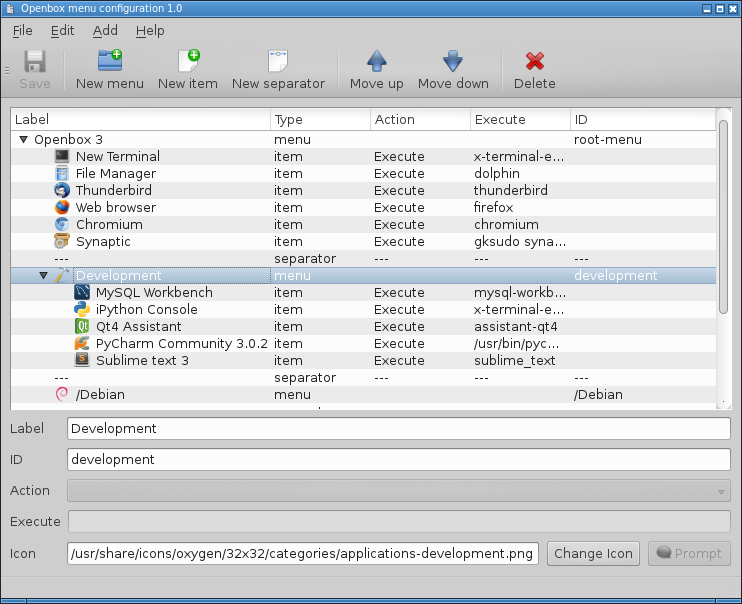 Openbox menu configuration 1.0
File Edit Add Help
Save New menu New item New separator Move up Move down Delete
Label Type Action Execute ID
Openbox 3 menu root-menu
New Terminal item Execute x-terminal-e...
File Manager item Execute dolphin
Thunderbird item Execute thunderbird
Web browser item Execute firefox
Chromium item Execute chromium
Synaptic item Execute gksudo syna...
--- separator --- --- ---
Development menu development
MySQL Workbench item Execute mysql-workb...
iPython Console item Execute x-terminal-e...
Qt4 Assistant item Execute assistant-qt4
PyCharm Community 3.0.2 item Execute /usr/bin/pyc...
Sublime text 3 item Execute sublime_text
--- separator --- --- ---
/Debian menu /Debian
Label Development
ID development
Action
Execute
Icon /usr/share/icons/oxygen/32x32/categories/applications-development.png Change Icon Prompt